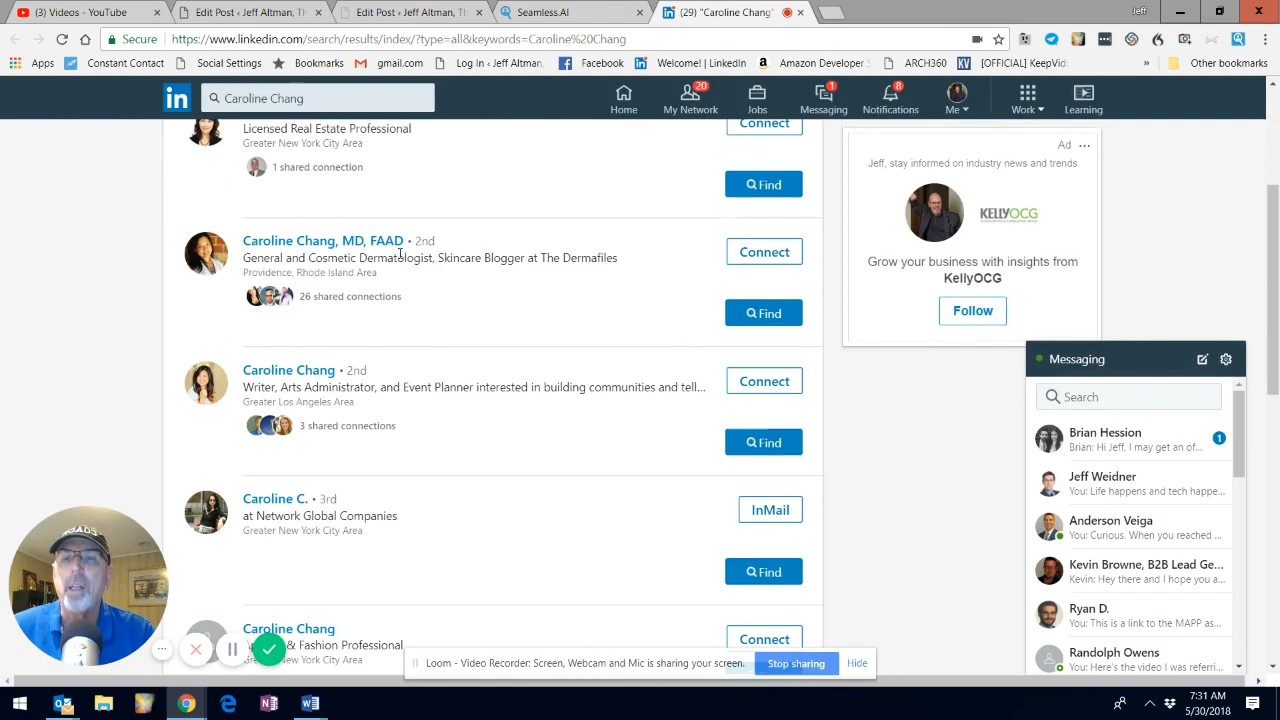 (3) Videos - YouTube
Edit Post ‹ Jeff Altman, Th
Edit Post ‹ Jeff Altman, Th
Seamless.AI
(29) "Caroline Chang"
Jeff
Secure
https://www.linkedin.com/search/results/index/?type=all&keywords=Caroline%20Chang
Apps
Constant Contact
Social Session Settings
Bookmarks
gmail.com
Log In ‹ Jeff Altman,
Facebook
Welcome! | LinkedIn
Amazon Developer S
ARCH360
[OFFICIAL] KeepYou
»
Other bookmarks
in
Caroline Chang
20
1
8
Home
My Network
Jobs
Messaging
Notifications
Me
Work
Learning
Licensed Real Estate Professional
Connect
Greater New York City Area
1 shared connection
Find
Caroline Chang, MD, FAAD • 2nd
General and Cosmetic Dermatologist, Skincare Blogger at The Dermafiles
Connect
Providence, Rhode Island Area
26 shared connections
Find
Caroline Chang • 2nd
Writer, Arts Administrator, and Event Planner interested in building communities and tell...
Connect
Greater Los Angeles Area
3 shared connections
Find
Caroline C. • 3rd
at Network Global Companies
InMail
Greater New York City Area
Find
Caroline Chang
& Fashion Professional
Connect
Greater New York City Area
Ad
Jeff, stay informed on industry news and trends
KELLYOCG
Grow your business with insights from
KellyOCG
Follow
Messaging
Search
Brian Hession
Brian: Hi Jeff, I may get an of...
1
Jeff Weidner
You: Life happens and tech happe...
Anderson Veiga
You: Curious. When you reached ...
Kevin Browne, B2B Lead Ge...
Kevin: Hey there and I hope you a...
Ryan D.
You: This is a link to the MAPP as...
Randolph Owens
You: Here's the video I was referri...
Loom - Video Recorder: Screen, Webcam and Mic is sharing your screen.
Stop sharing
Hide
7:31 AM
5/30/2018